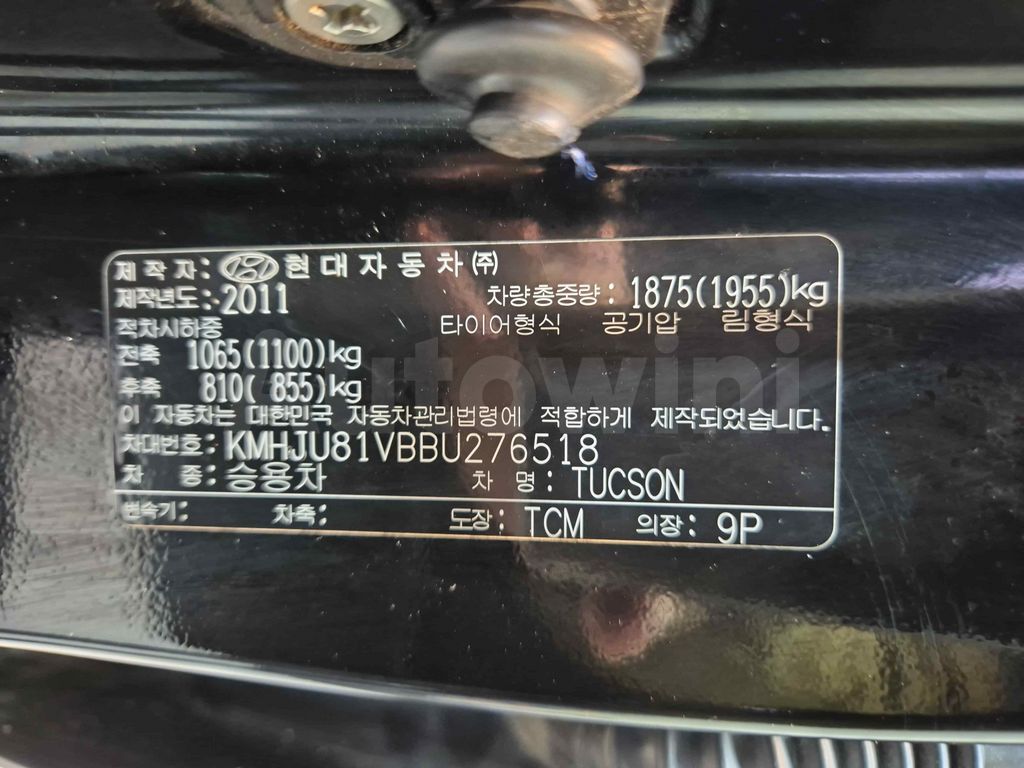 제작자: 현대자동차(주)
제작년도: 2011 차량총중량: 1875(1955)kg
적차시하중 타이어형식 공기압 림형식
전축 1065(1100)kg
후축 810( 855)kg
이 자동차는 대한민국 자동차관리법령에 적합하게 제작되었습니다.
차대번호: KMHJU81VBBU276518
차 종: 승용차 차 명: TUCSON
변속기: 차축: 도장: TCM 의장: 9P
autowini